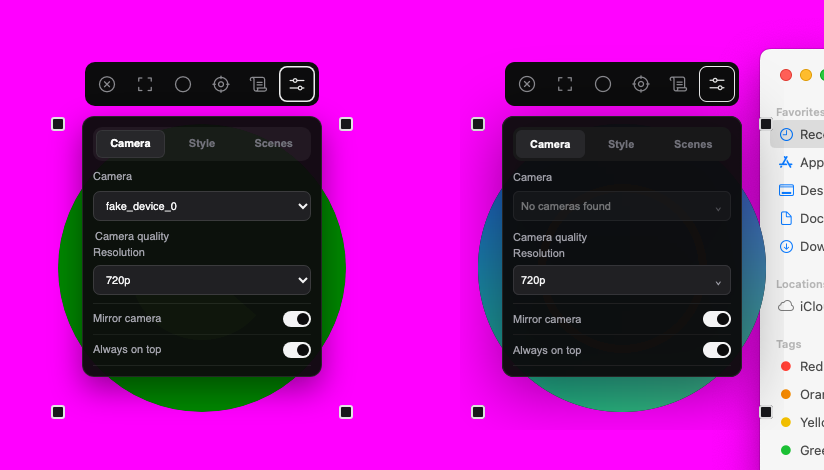 Camera Style Scenes
Camera
fake_device_0
Camera quality
Resolution
720p
Mirror camera
Always on top
Camera Style Scenes
Camera
No cameras found
Camera quality
Resolution
720p
Mirror camera
Always on top
Favorites
Rec
App
Des
Doc
Dow
Location
iClo
Tags
Red
Oran
Yello
Gree